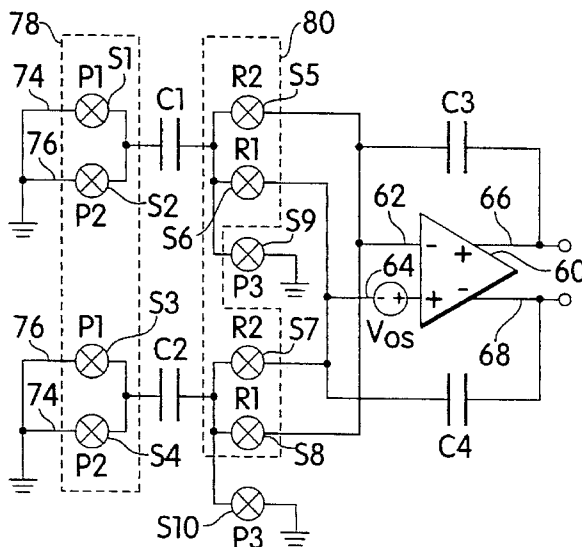 78
80
74
P1
S1
C1
R2
S5
C3
76
R1
62
66
P2
S2
S6
S9
64
60
P3
VOS
68
76
P1
S3
C2
R2
S7
74
R1
C4
P2
S4
S8
S10
P3